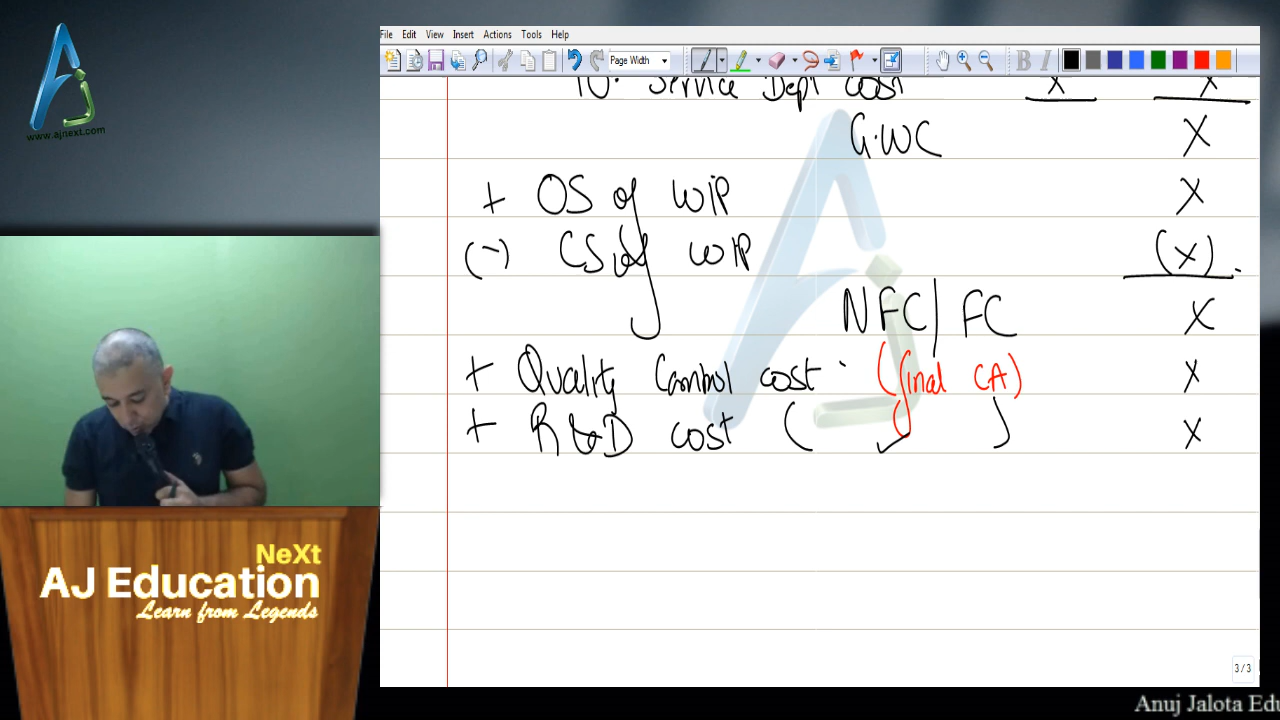 www.ajnext.com
File Edit View Insert Actions Tools Help
Page Width
B I
10. Service Dept cost X X
G.WC X
+ OS of WIP X
(-) CS of WIP (X).
NFC/FC X
+ Quality Control cost (final CA) X
+ R&D cost ( " ) X
3/3
NeXt
AJ Education
Learn from Legends
Anuj Jalota Edu